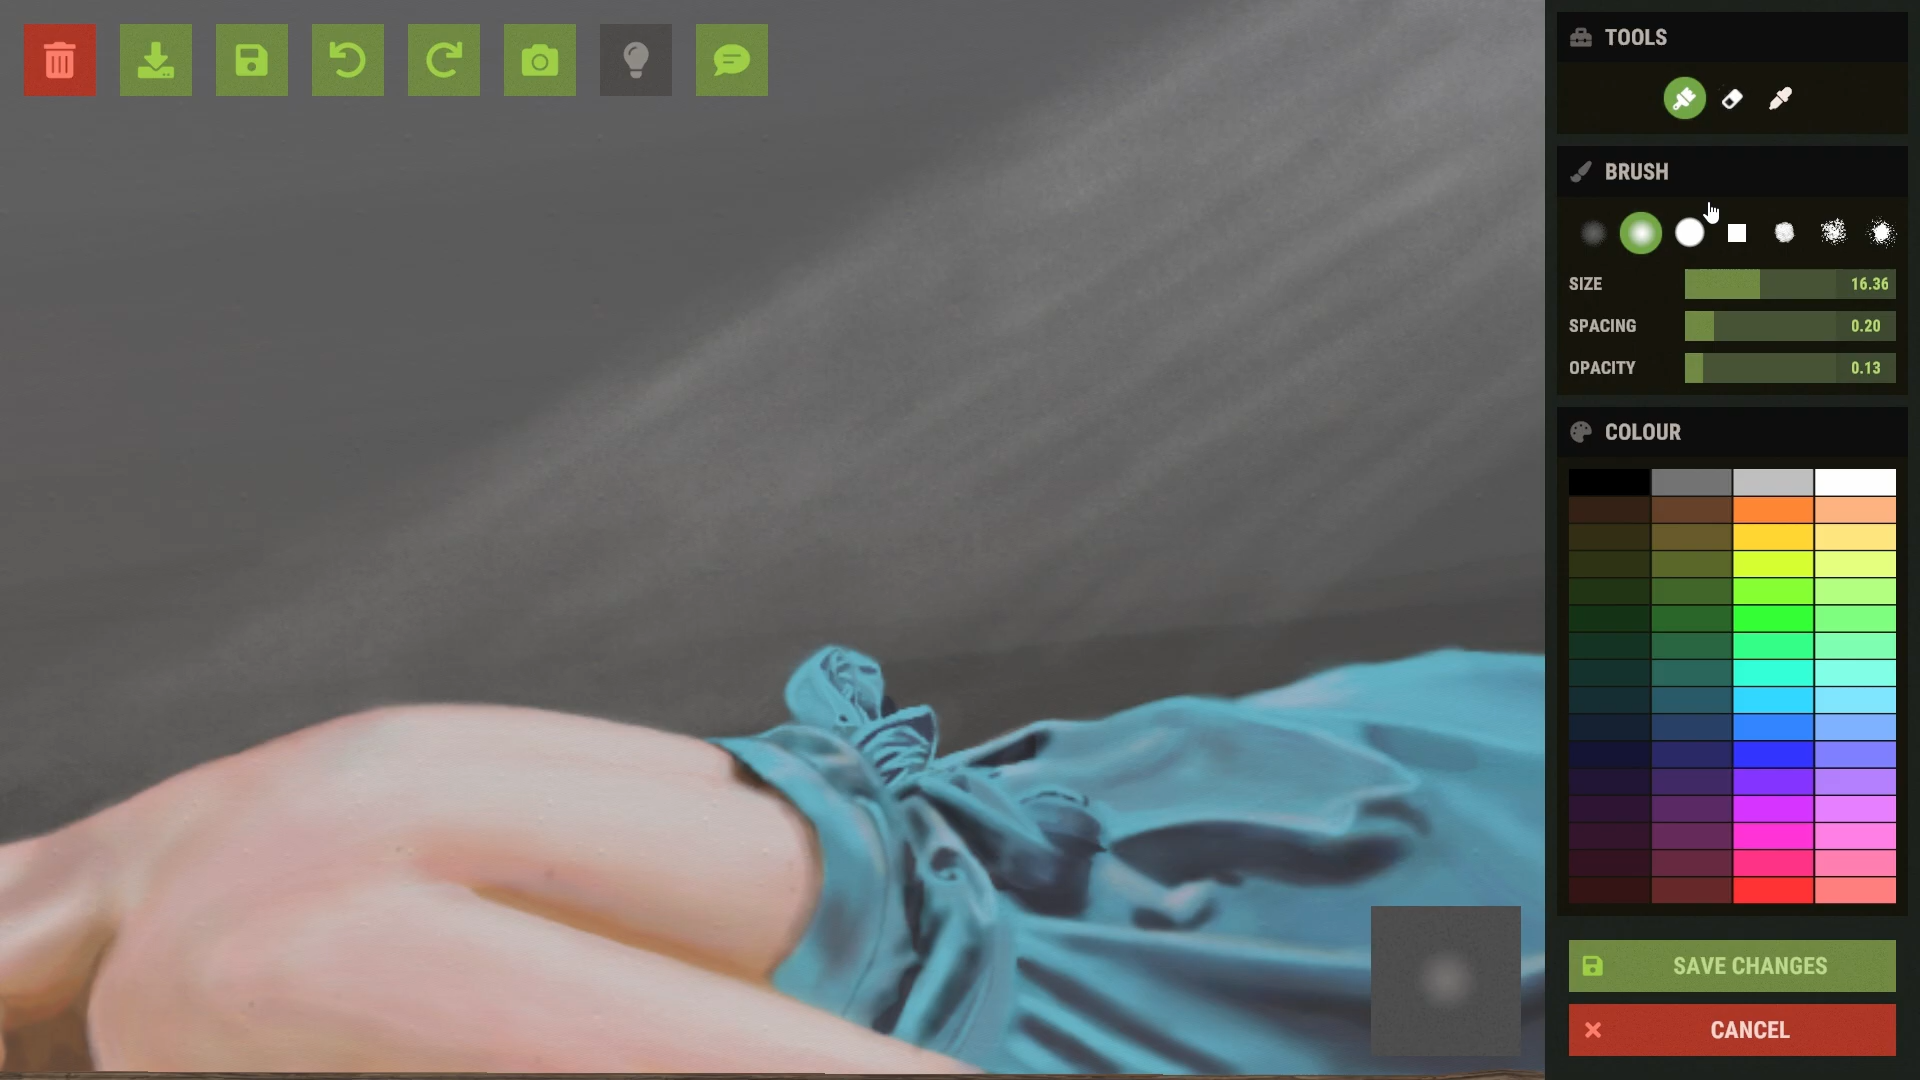 TOOLS
BRUSH
SIZE 16.36
SPACING 0.20
OPACITY 0.13
COLOUR
SAVE CHANGES
CANCEL